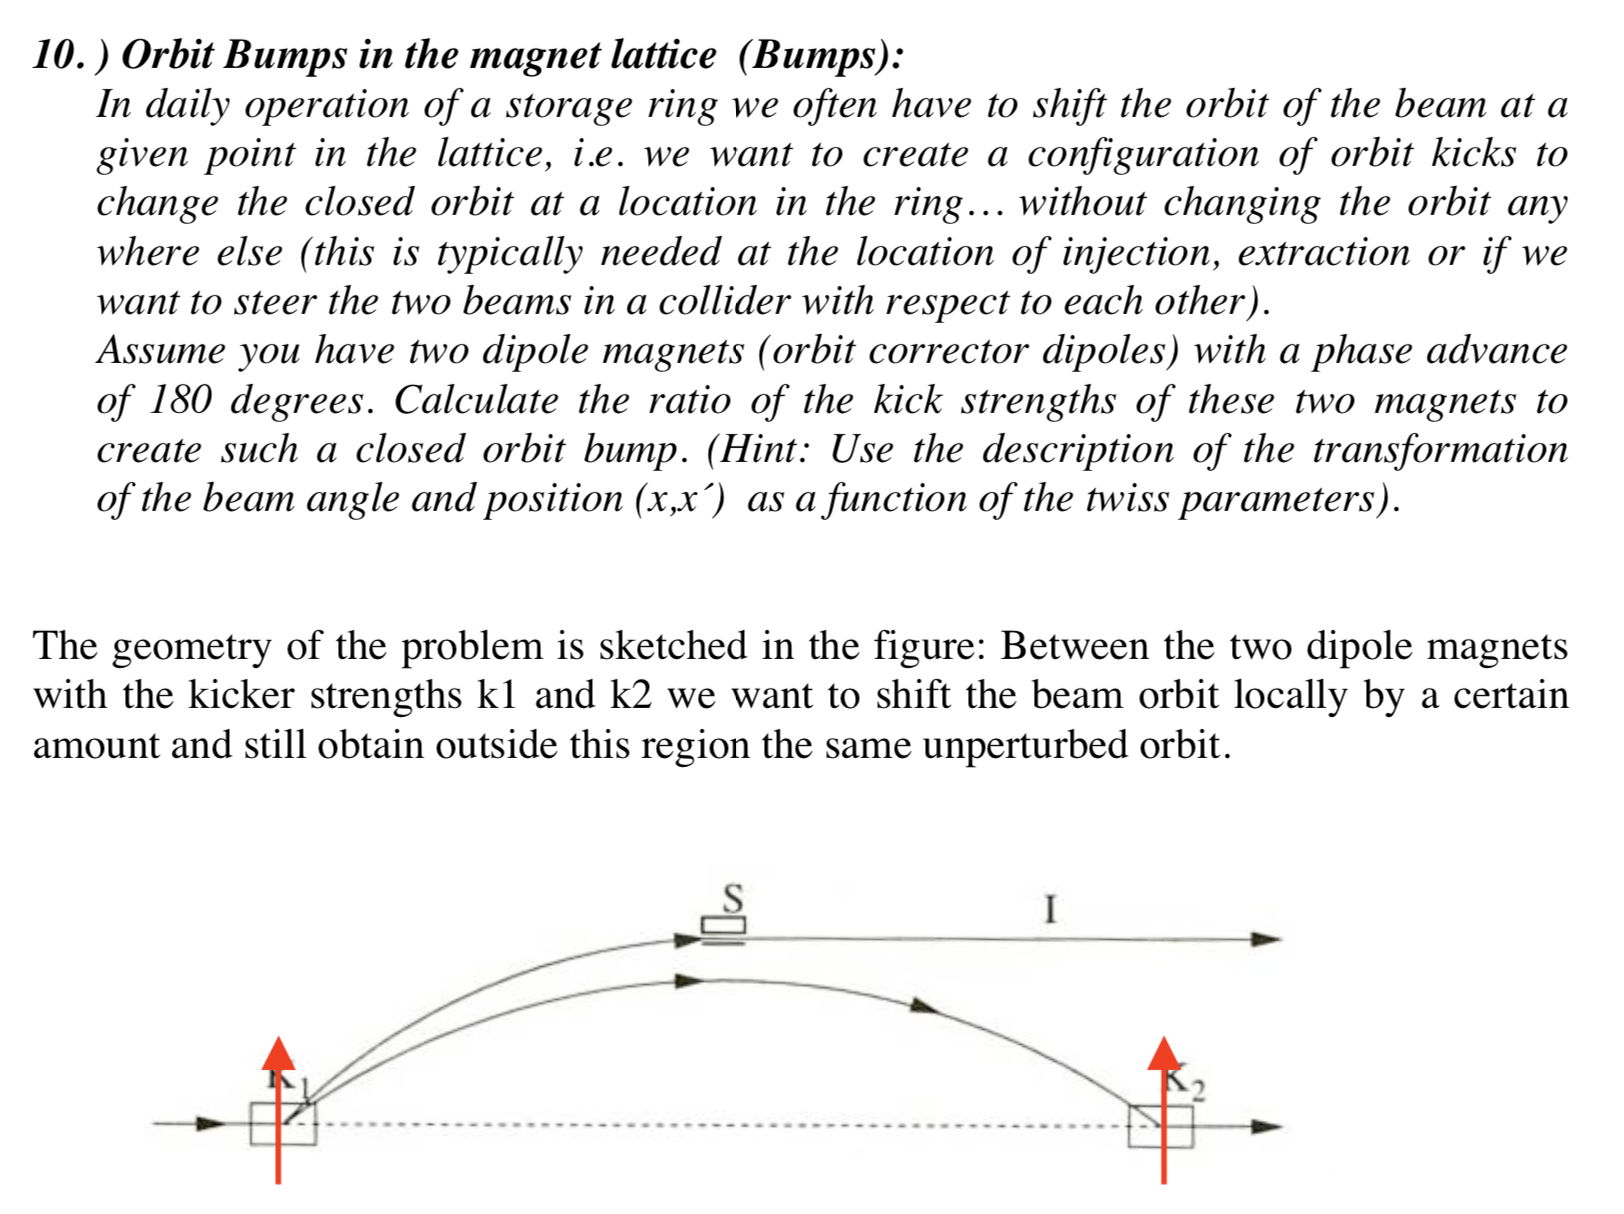 10. ) Orbit Bumps in the magnet lattice (Bumps):
In daily operation of a storage ring we often have to shift the orbit of the beam at a
given point in the lattice, i.e. we want to create a configuration of orbit kicks to
change the closed orbit at a location in the ring… without changing the orbit any
where else (this is typically needed at the location of injection, extraction or if we
want to steer the two beams in a collider with respect to each other).
Assume you have two dipole magnets (orbit corrector dipoles) with a phase advance
of 180 degrees. Calculate the ratio of the kick strengths of these two magnets to
create such a closed orbit bump. (Hint: Use the description of the transformation
of the beam angle and position (x,x´) as a function of the twiss parameters).
The geometry of the problem is sketched in the figure: Between the two dipole magnets
with the kicker strengths k1 and k2 we want to shift the beam orbit locally by a certain
amount and still obtain outside this region the same unperturbed orbit.
S
I
K1
K2